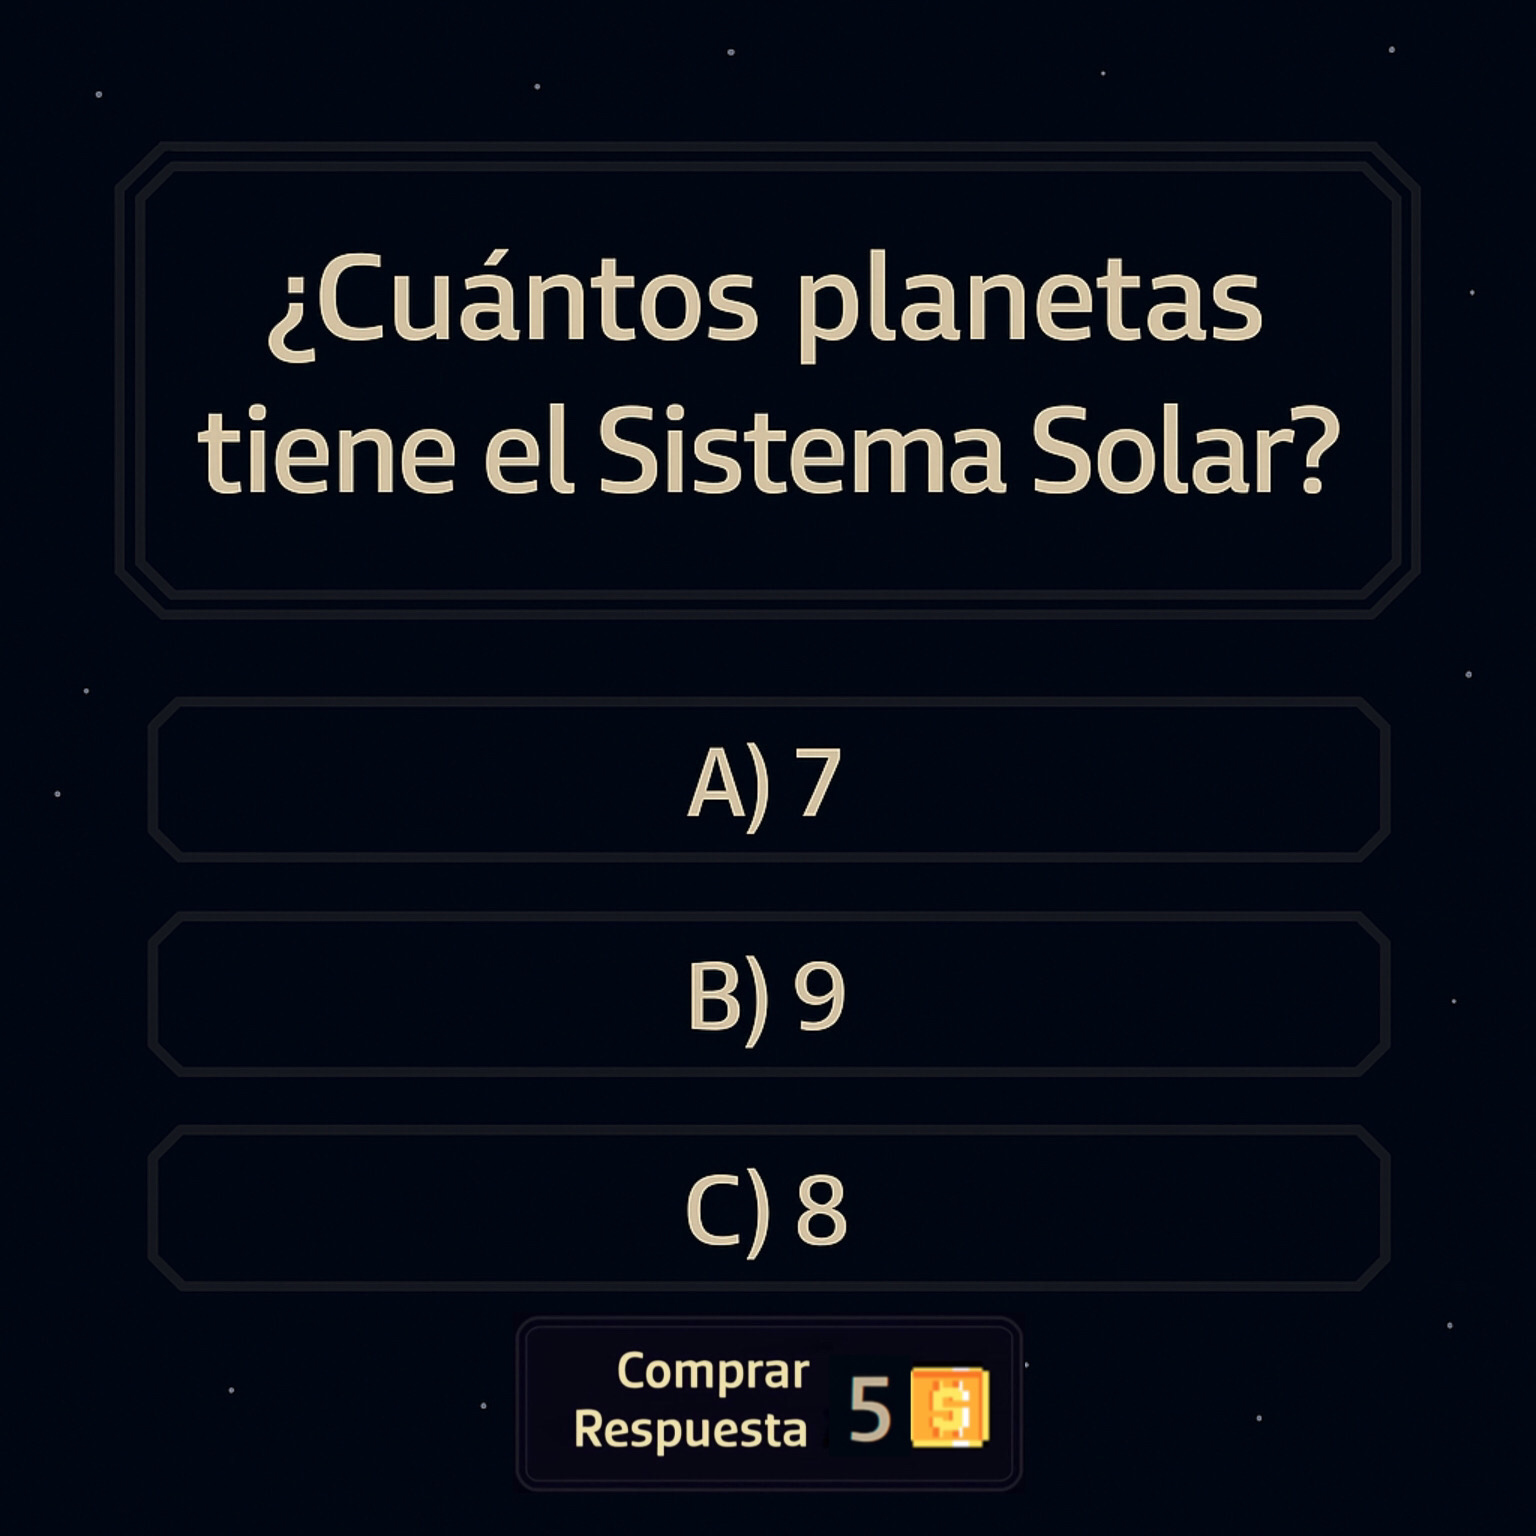 ¿Cuántos planetas
tiene el Sistema Solar?
A) 7
B) 9
C) 8
Comprar
Respuesta 5 $